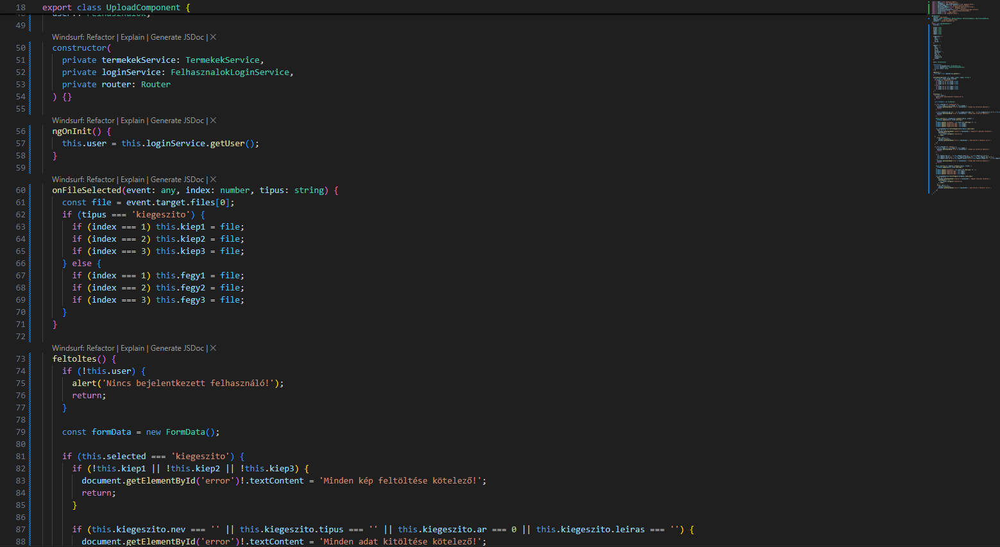 18 export class UploadComponent {
49
Windsurf: Refactor | Explain | Generate JSDoc | X
50 constructor(
51 private termekekService: TermekekService,
52 private loginService: FelhasznalokLoginService,
53 private router: Router
54 ) {}
55
Windsurf: Refactor | Explain | Generate JSDoc | X
56 ngOnInit() {
57 this.user = this.loginService.getUser();
58 }
59
Windsurf: Refactor | Explain | Generate JSDoc | X
60 onFileSelected(event: any, index: number, tipus: string) {
61 const file = event.target.files[0];
62 if (tipus === 'kiegeszito') {
63 if (index === 1) this.kiep1 = file;
64 if (index === 2) this.kiep2 = file;
65 if (index === 3) this.kiep3 = file;
66 } else {
67 if (index === 1) this.fegy1 = file;
68 if (index === 2) this.fegy2 = file;
69 if (index === 3) this.fegy3 = file;
70 }
71 }
72
Windsurf: Refactor | Explain | Generate JSDoc | X
73 feltoltes() {
74 if (!this.user) {
75 alert('Nincs bejelentkezett felhasználó!');
76 return;
77 }
78
79 const formData = new FormData();
80
81 if (this.selected === 'kiegeszito') {
82 if (!this.kiep1 || !this.kiep2 || !this.kiep3) {
83 document.getElementById('error')!.textContent = 'Minden kép feltöltése kötelező!';
84 return;
85 }
86
87 if (this.kiegeszito.nev === '' || this.kiegeszito.tipus === '' || this.kiegeszito.ar === 0 || this.kiegeszito.leiras === '') {
88 document.getElementById('error')!.textContent = 'Minden adat kitöltése kötelező!';